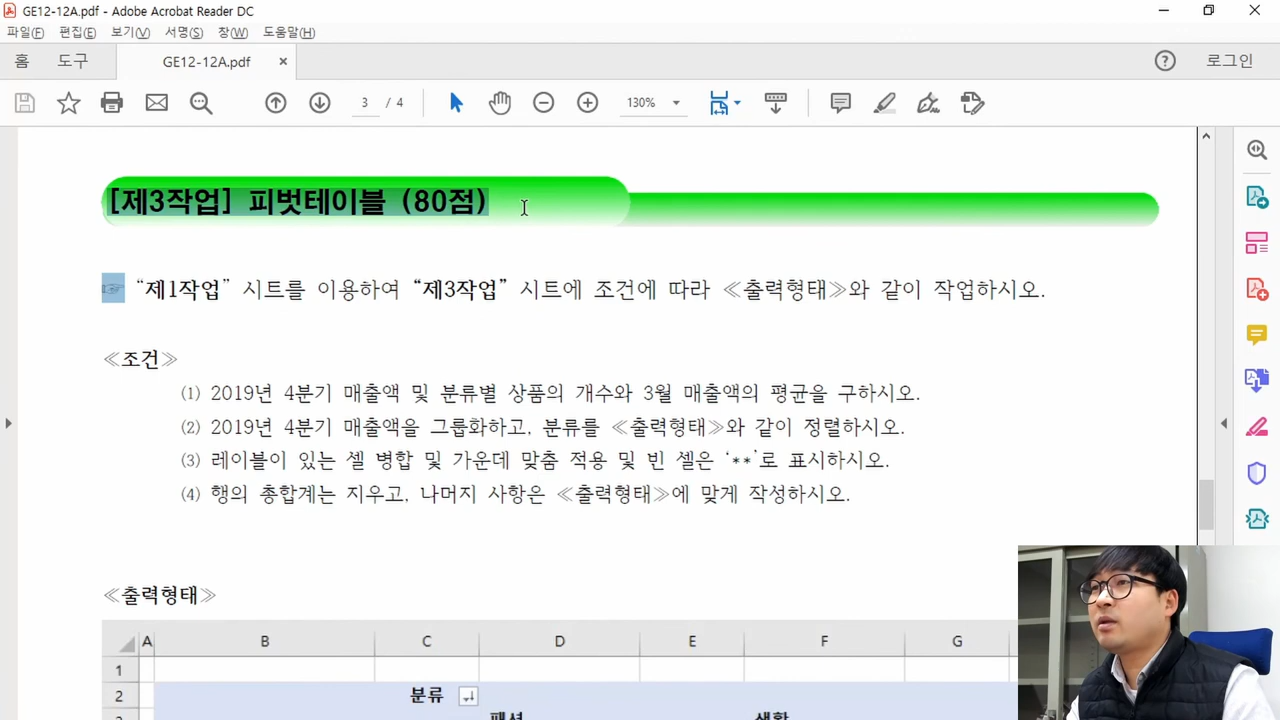 GE12-12A.pdf - Adobe Acrobat Reader DC
파일(F) 편집(E) 보기(V) 서명(S) 창(W) 도움말(H)
홈 도구 GE12-12A.pdf × 로그인
3 / 4 130%
[제3작업] 피벗테이블 (80점)
☞ “제1작업” 시트를 이용하여 “제3작업” 시트에 조건에 따라 ≪출력형태≫와 같이 작업하시오.
≪조건≫
(1) 2019년 4분기 매출액 및 분류별 상품의 개수와 3월 매출액의 평균을 구하시오.
(2) 2019년 4분기 매출액을 그룹화하고, 분류를 ≪출력형태≫와 같이 정렬하시오.
(3) 레이블이 있는 셀 병합 및 가운데 맞춤 적용 및 빈 셀은 ‘**’로 표시하시오.
(4) 행의 총합계는 지우고, 나머지 사항은 ≪출력형태≫에 맞게 작성하시오.
≪출력형태≫
A B C D E F G
1
2 분류
3 패션 생활